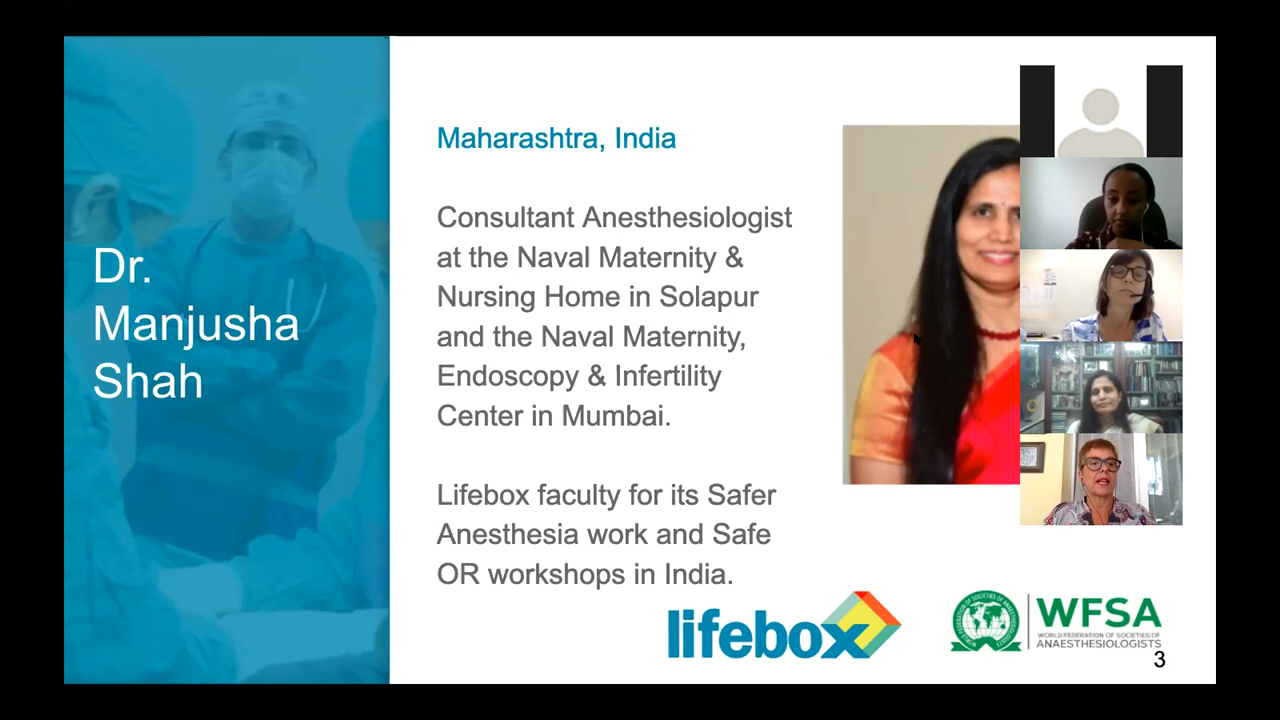 Dr.
Manjusha
Shah
Maharashtra, India
Consultant Anesthesiologist
at the Naval Maternity &
Nursing Home in Solapur
and the Naval Maternity,
Endoscopy & Infertility
Center in Mumbai.
Lifebox faculty for its Safer
Anesthesia work and Safe
OR workshops in India.
lifebox
WFSA
WORLD FEDERATION OF SOCIETIES OF
ANAESTHESIOLOGISTS
3